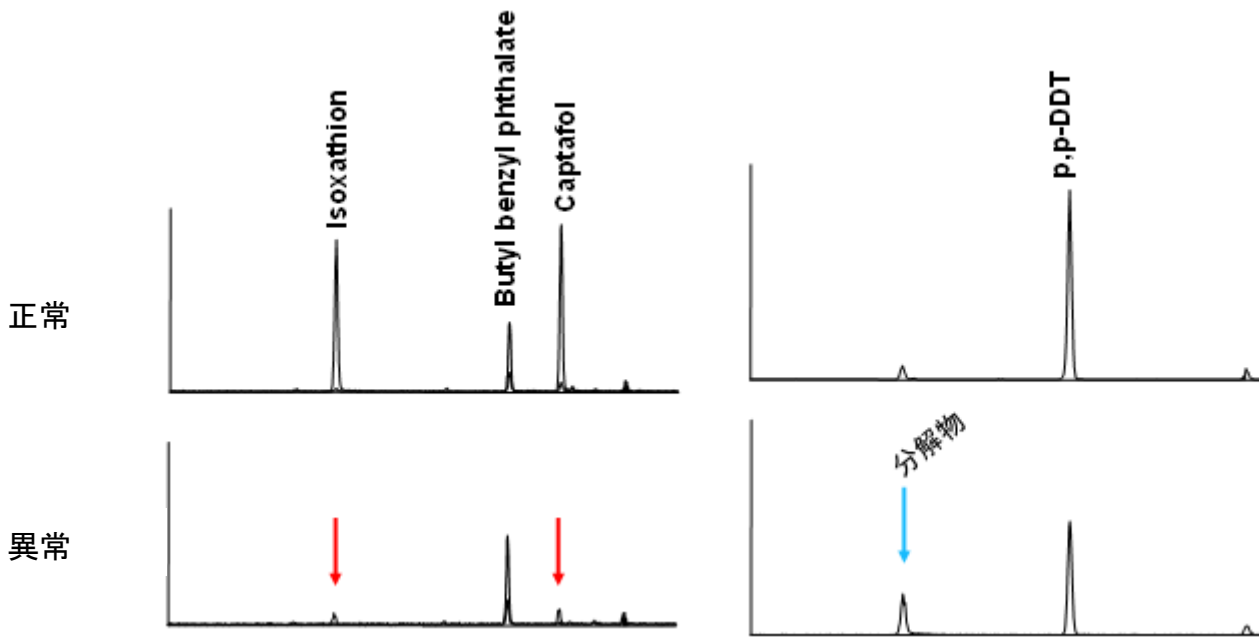 Isoxathion
Butyl benzyl phthalate
Captafol
p,p-DDT
正常
分解物
異常